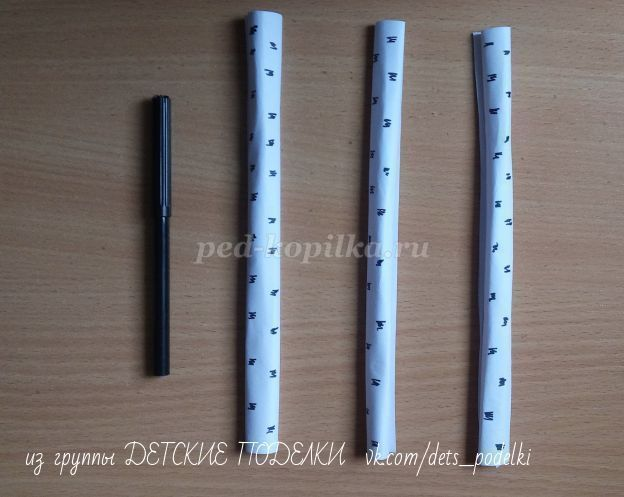 ped-kopilka.ru
из группы ДЕТСКИЕ ПОДЕЛКИ vk.com/dets_podelki